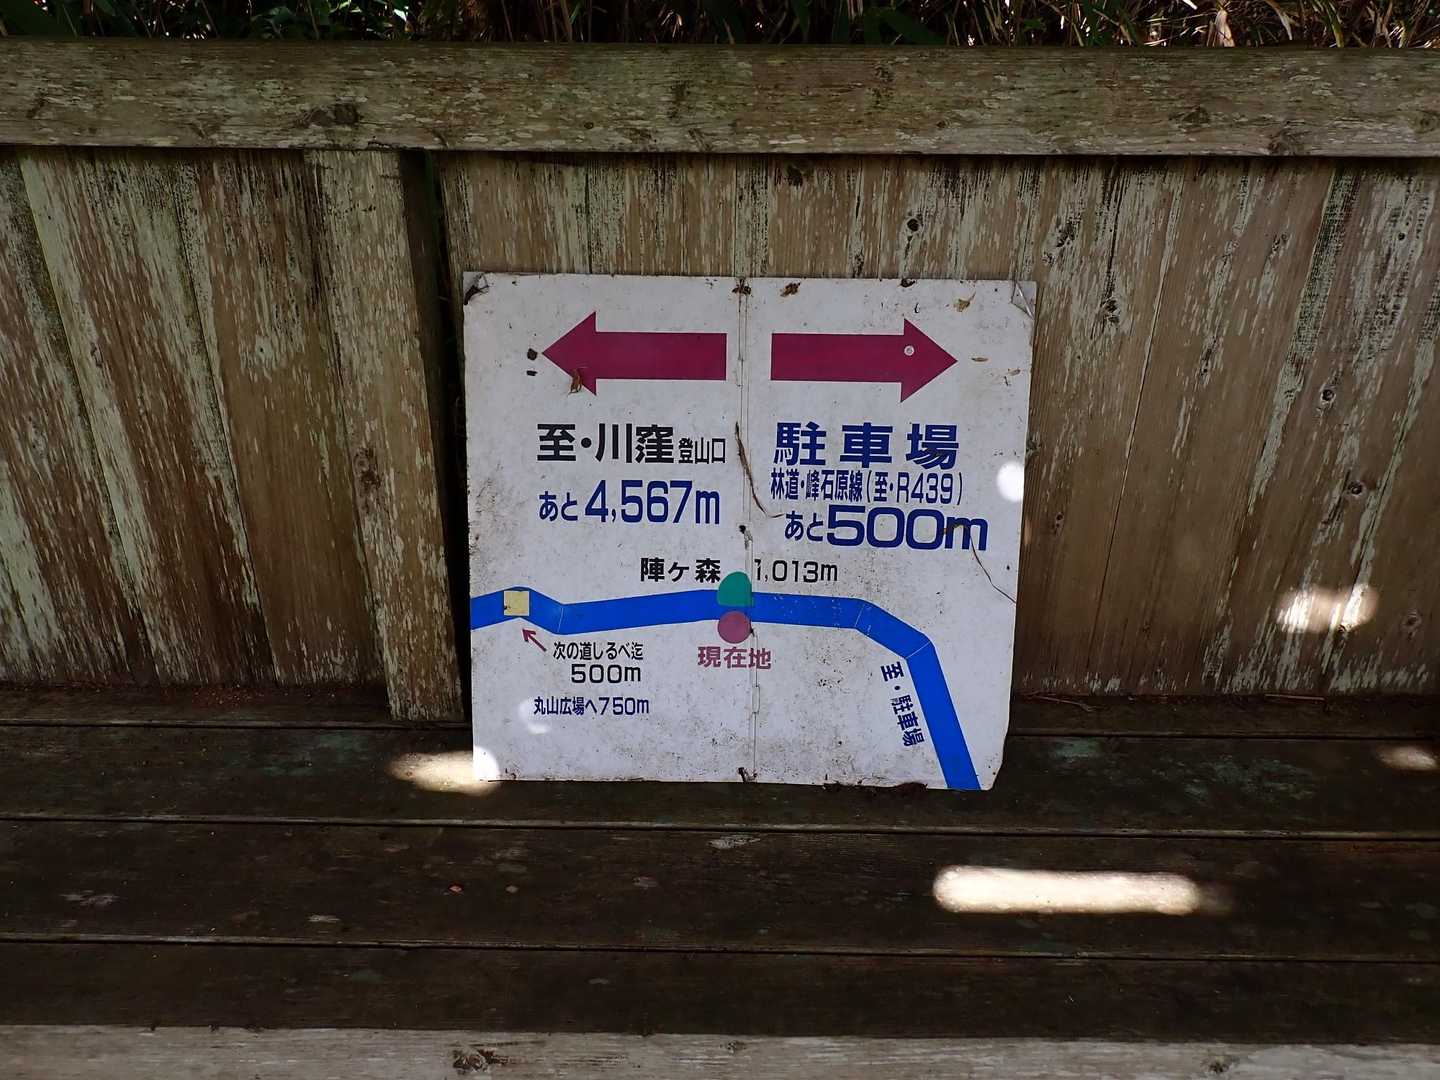 至・川窪登山口
あと4,567m
駐車場
林道・峰石原線(至・R439)
あと500m
陣ヶ森 1,013m
現在地
次の道しるべ迄
500m
丸山広場へ750m
至・駐車場